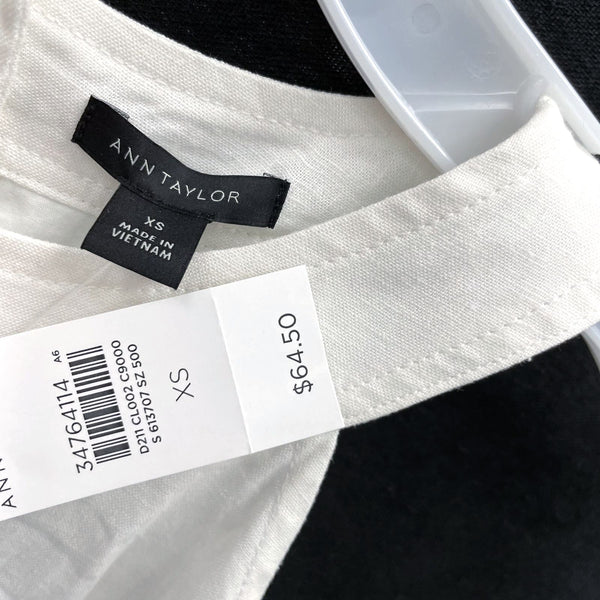 ANN TAYLOR
XS
MADE IN
VIETNAM
ANN
34764114
A6
D211 CL002 C9000
S 613707 SZ 500
XS
$64.50